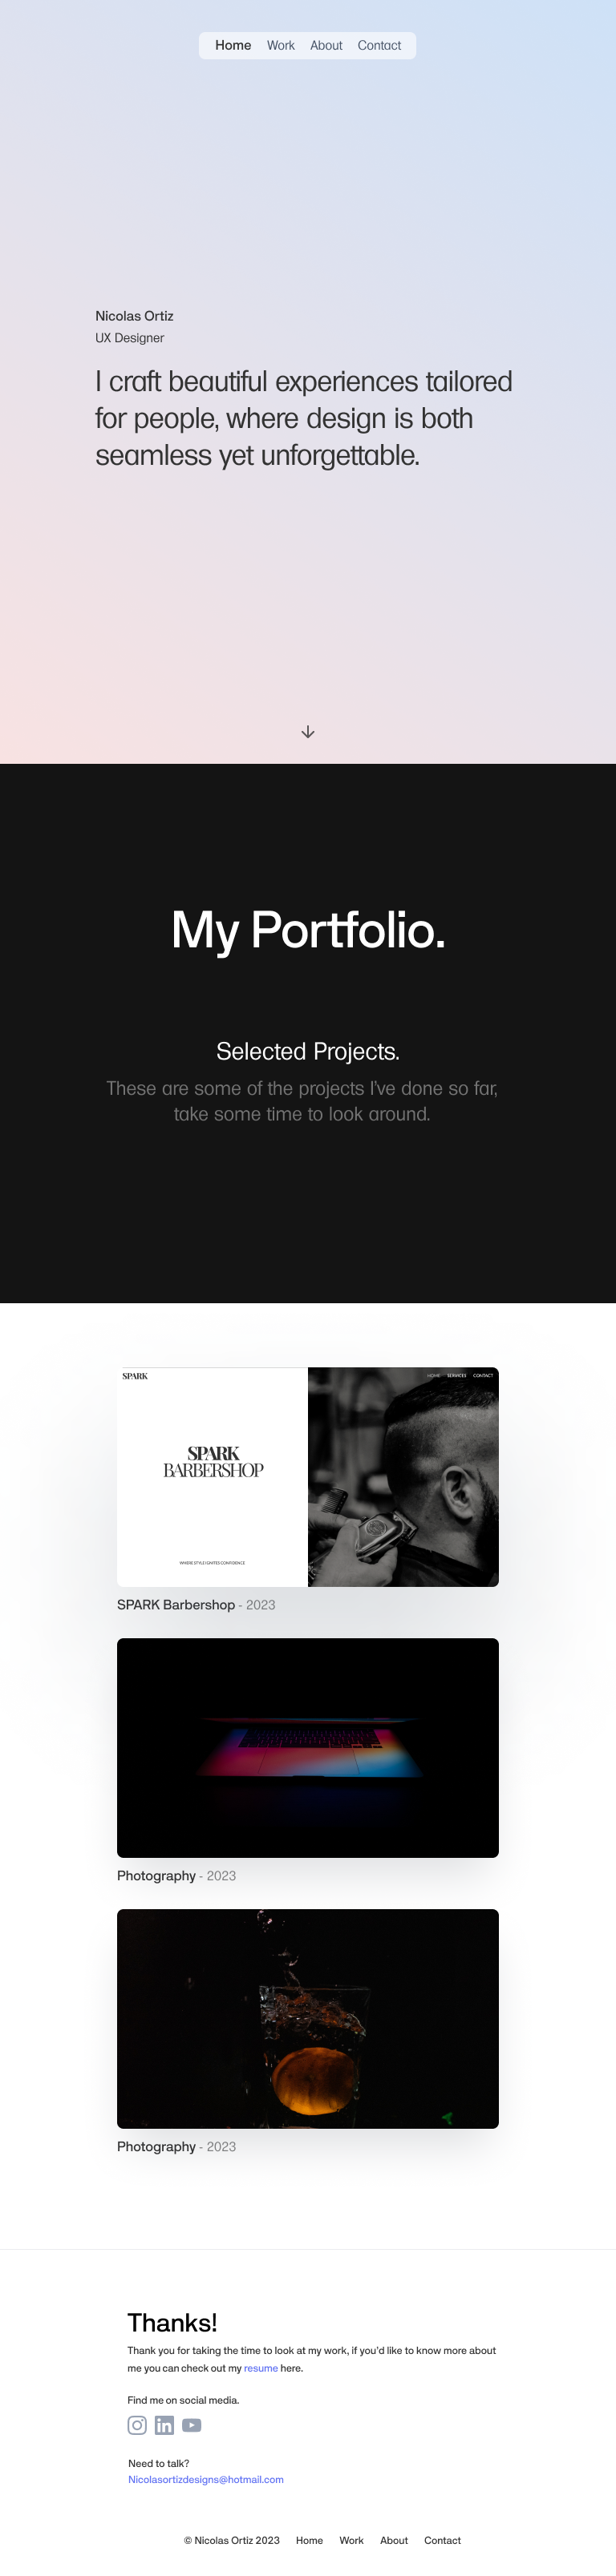 Home Work About Contact
Nicolas Ortiz
UX Designer
I craft beautiful experiences tailored
for people, where design is both
seamless yet unforgettable.
My Portfolio.
Selected Projects.
These are some of the projects I've done so far,
take some time to look around.
SPARK
HOME SERVICES CONTACT
SPARK
BARBERSHOP
WHERE STYLE IGNITES CONFIDENCE
SPARK Barbershop - 2023
Photography - 2023
Photography - 2023
Thanks!
Thank you for taking the time to look at my work, if you'd like to know more about
me you can check out my resume here.
Find me on social media.
Need to talk?
Nicolasortizdesigns@hotmail.com
© Nicolas Ortiz 2023 Home Work About Contact